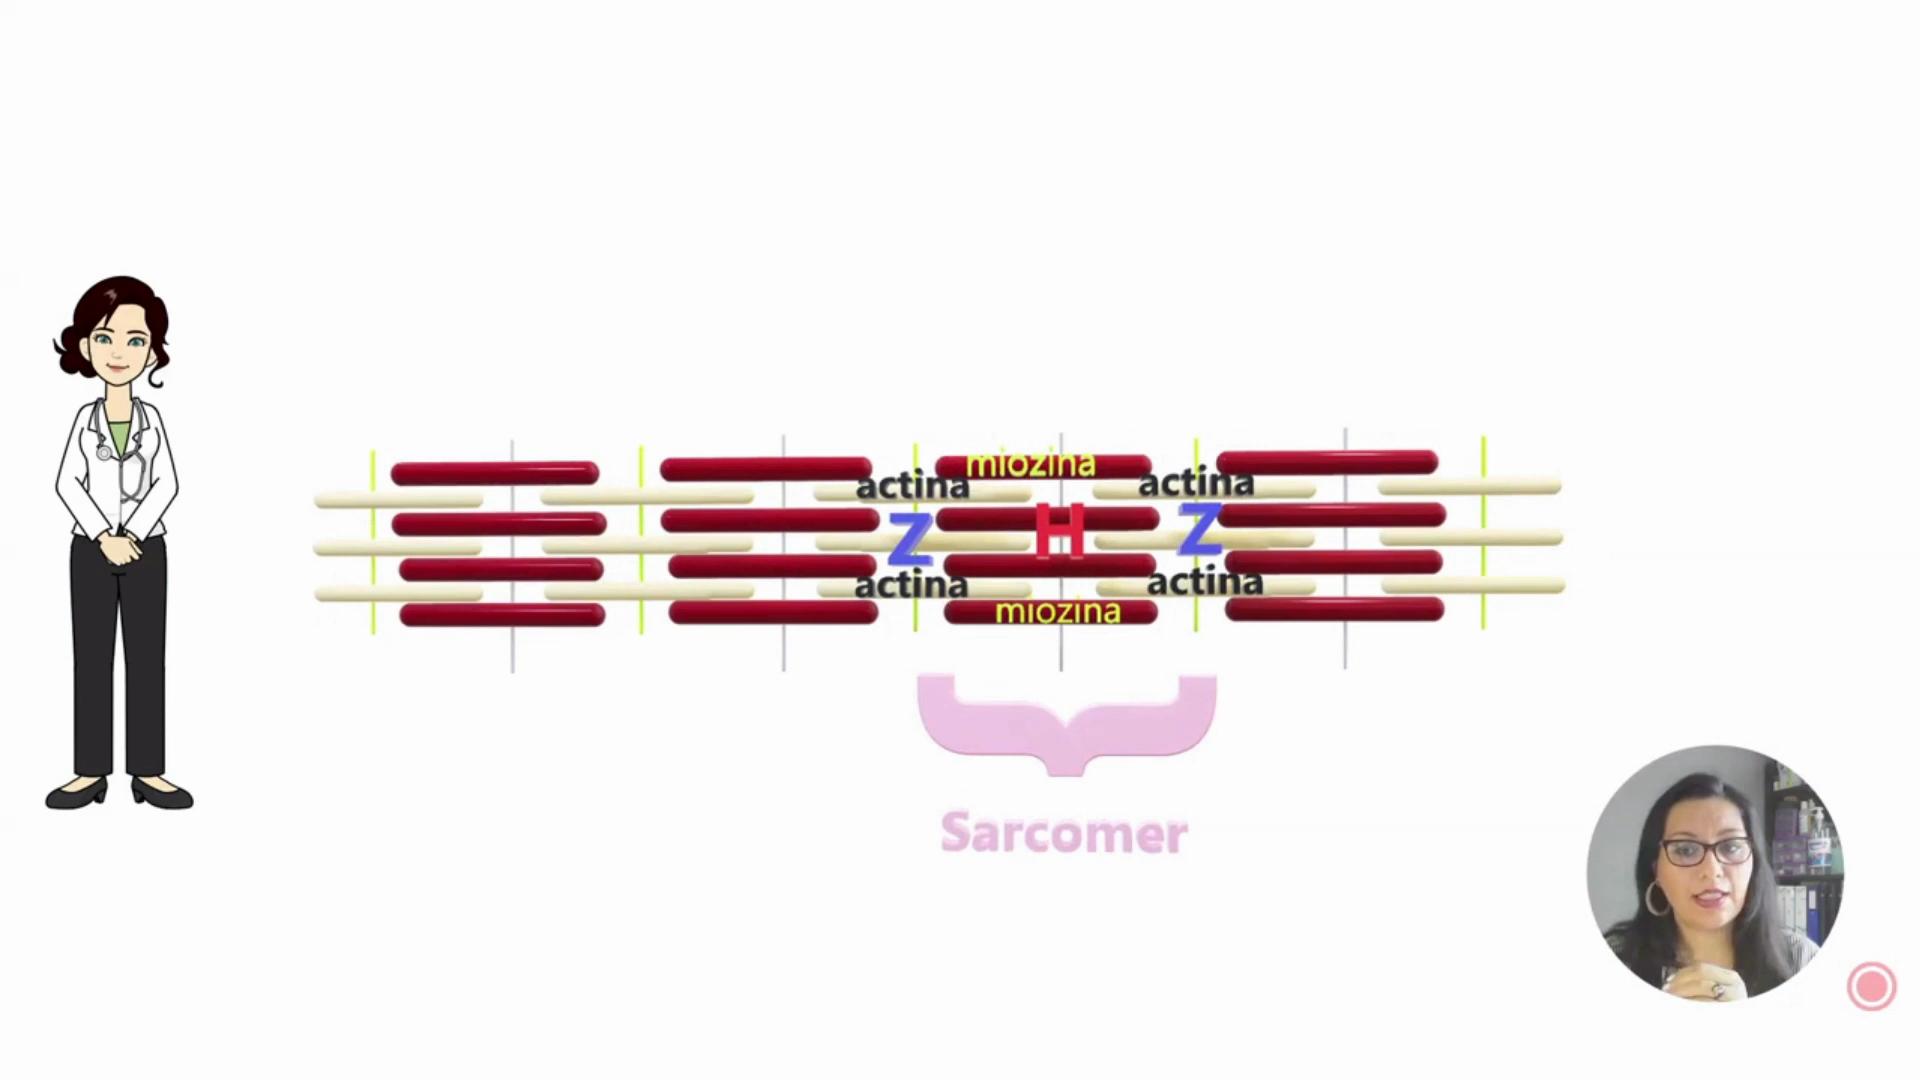 miozina
actina actina
Z H Z
actina actina
miozina
Sarcomer